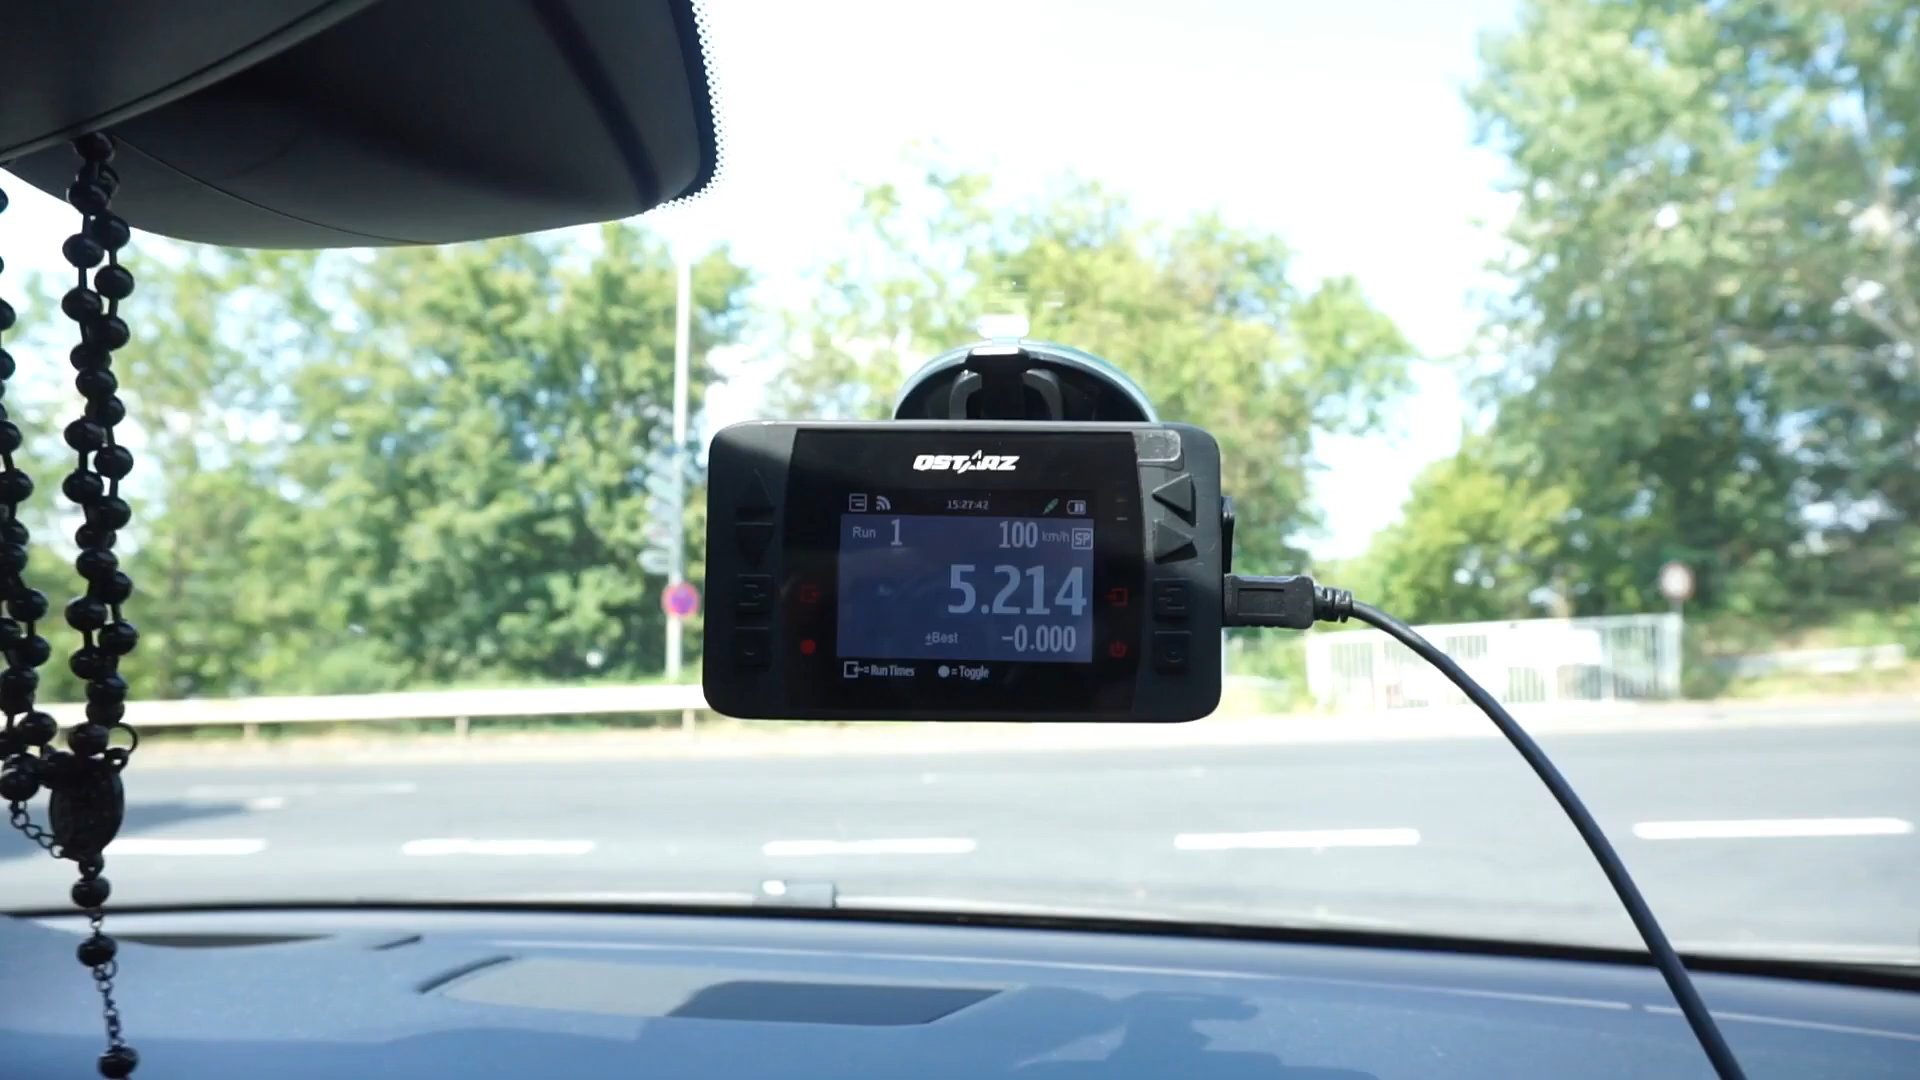 QSTARZ
15:27:42
Run 1 100 km/h SP
5.214
±Best -0.000
= Run Times = Toggle